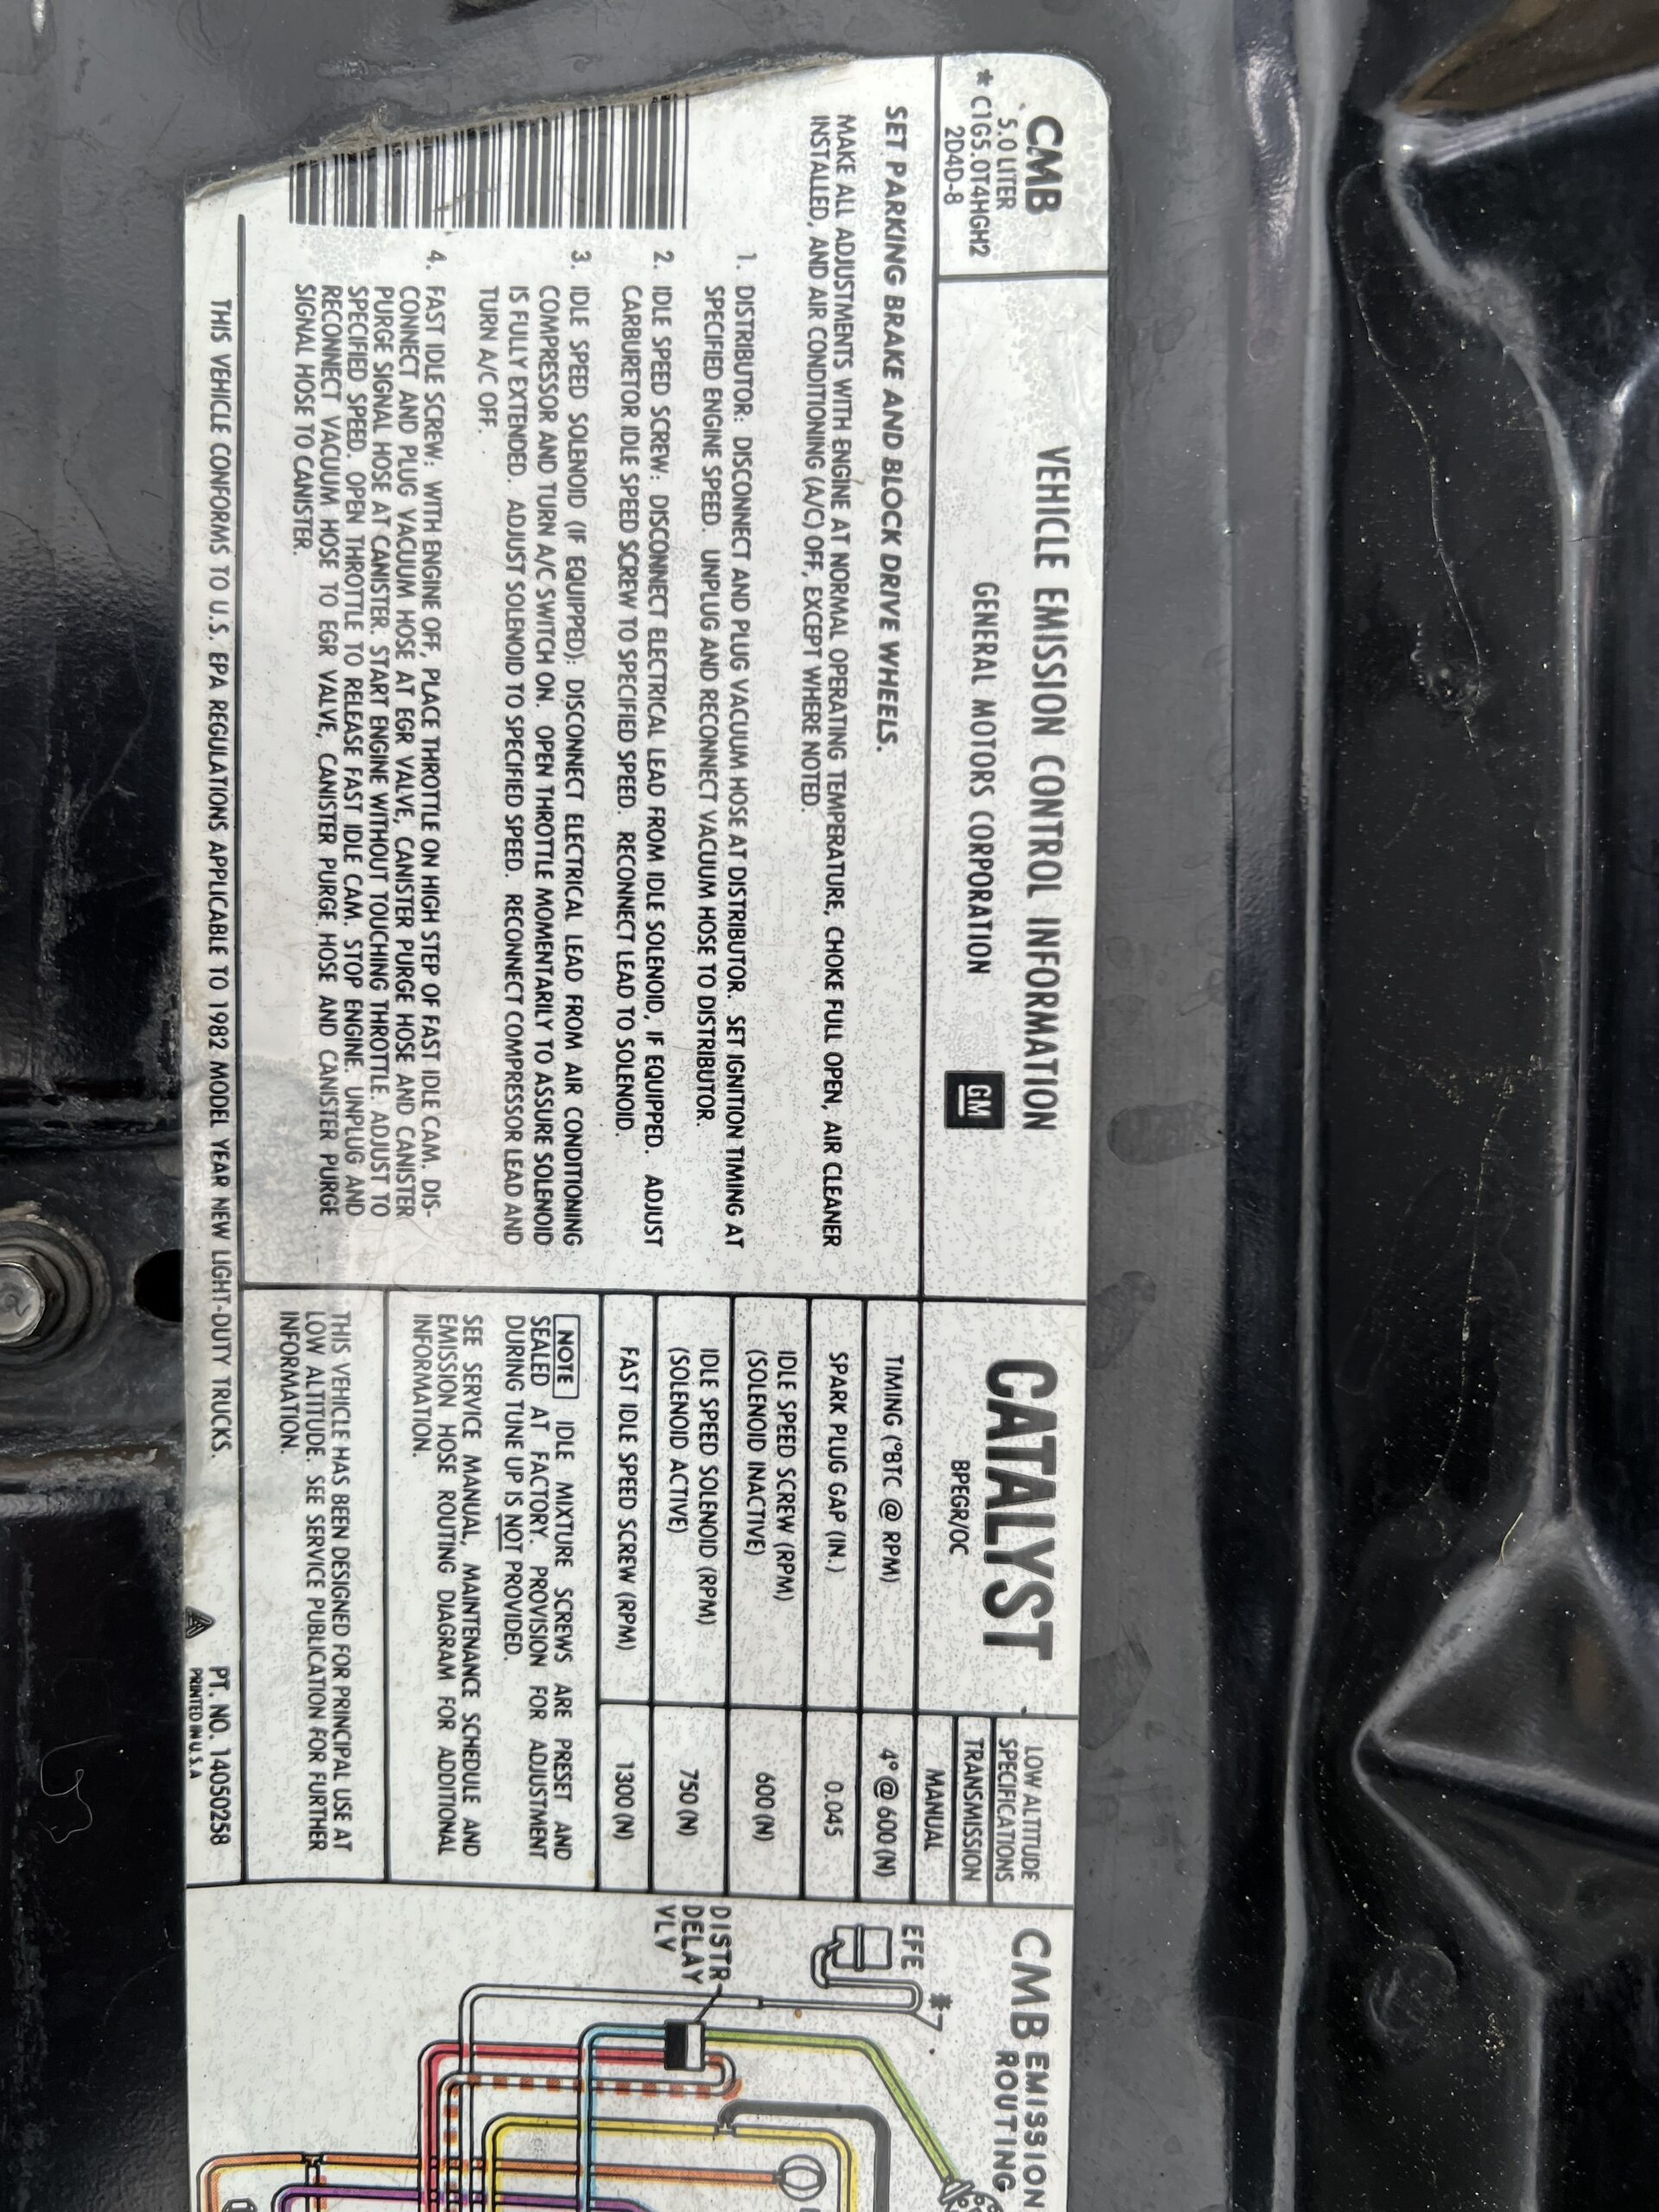 CMB
5.0 LITER
* C1G5.0T4HGH2
2D4D-8
VEHICLE EMISSION CONTROL INFORMATION
GENERAL MOTORS CORPORATION
GM
SET PARKING BRAKE AND BLOCK DRIVE WHEELS.
MAKE ALL ADJUSTMENTS WITH ENGINE AT NORMAL OPERATING TEMPERATURE, CHOKE FULL OPEN, AIR CLEANER
INSTALLED, AND AIR CONDITIONING (A/C) OFF, EXCEPT WHERE NOTED.
1. DISTRIBUTOR: DISCONNECT AND PLUG VACUUM HOSE AT DISTRIBUTOR. SET IGNITION TIMING AT
SPECIFIED ENGINE SPEED. UNPLUG AND RECONNECT VACUUM HOSE TO DISTRIBUTOR.
2. IDLE SPEED SCREW: DISCONNECT ELECTRICAL LEAD FROM IDLE SOLENOID, IF EQUIPPED. ADJUST
CARBURETOR IDLE SPEED SCREW TO SPECIFIED SPEED. RECONNECT LEAD TO SOLENOID.
3. IDLE SPEED SOLENOID (IF EQUIPPED): DISCONNECT ELECTRICAL LEAD FROM AIR CONDITIONING
COMPRESSOR AND TURN A/C SWITCH ON. OPEN THROTTLE MOMENTARILY TO ASSURE SOLENOID
IS FULLY EXTENDED. ADJUST SOLENOID TO SPECIFIED SPEED. RECONNECT COMPRESSOR LEAD AND
TURN A/C OFF.
4. FAST IDLE SCREW: WITH ENGINE OFF, PLACE THROTTLE ON HIGH STEP OF FAST IDLE CAM. DIS-
CONNECT AND PLUG VACUUM HOSE AT EGR VALVE, CANISTER PURGE HOSE AND CANISTER
PURGE SIGNAL HOSE AT CANISTER. START ENGINE WITHOUT TOUCHING THROTTLE. ADJUST TO
SPECIFIED SPEED. OPEN THROTTLE TO RELEASE FAST IDLE CAM. STOP ENGINE. UNPLUG AND
RECONNECT VACUUM HOSE TO EGR VALVE, CANISTER PURGE HOSE AND CANISTER PURGE
SIGNAL HOSE TO CANISTER.
THIS VEHICLE CONFORMS TO U.S. EPA REGULATIONS APPLICABLE TO 1982 MODEL YEAR NEW LIGHT-DUTY TRUCKS.
CATALYST
BPEGR/OC
LOW ALTITUDE
SPECIFICATIONS
TRANSMISSION
MANUAL
TIMING (°BTC @ RPM) 4° @ 600 (N)
SPARK PLUG GAP (IN.) 0.045
IDLE SPEED SCREW (RPM)
(SOLENOID INACTIVE) 600 (N)
IDLE SPEED SOLENOID (RPM)
(SOLENOID ACTIVE) 750 (N)
FAST IDLE SPEED SCREW (RPM) 1300 (N)
NOTE IDLE MIXTURE SCREWS ARE PRESET AND
SEALED AT FACTORY. PROVISION FOR ADJUSTMENT
DURING TUNE UP IS NOT PROVIDED.
SEE SERVICE MANUAL, MAINTENANCE SCHEDULE AND
EMISSION HOSE ROUTING DIAGRAM FOR ADDITIONAL
INFORMATION.
THIS VEHICLE HAS BEEN DESIGNED FOR PRINCIPAL USE AT
LOW ALTITUDE. SEE SERVICE PUBLICATION FOR FURTHER
INFORMATION.
PT. NO. 14050258
PRINTED IN U.S.A
CMB EMISSION
ROUTING
EFE
*7
DISTR
DELAY
VLV